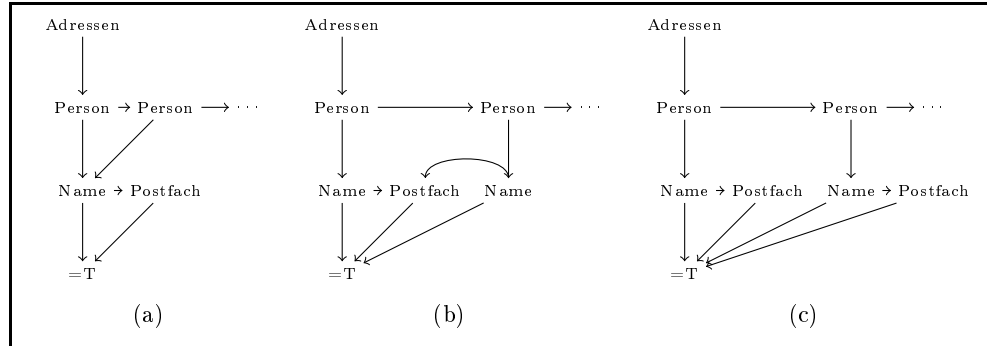 Adressen Adressen Adressen
Person Person · · · Person Person · · · Person Person · · ·
Name Postfach Name Postfach Name Name Postfach Name Postfach
=T =T =T
(a) (b) (c)